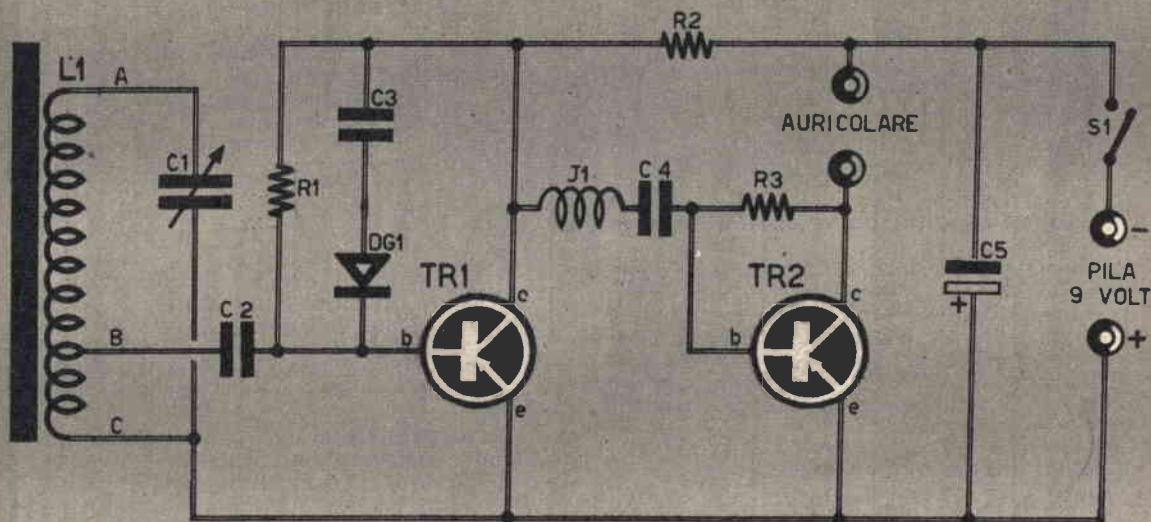 L1
A
C1
B
C
C 2
R1
C3
DG1
TR1
b
c
e
J1
C 4
R2
R3
TR2
b
c
e
AURICOLARE
C5
+
S1
-
PILA
9 VOLT
+